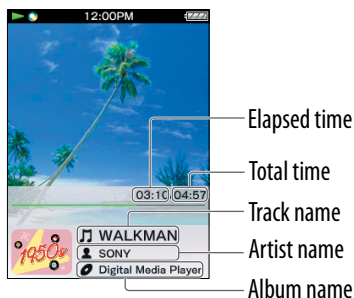 12:00PM
Elapsed time
Total time
03:10 04:57
Track name
WALKMAN
Artist name
SONY
1950s
Digital Media Player
Album name